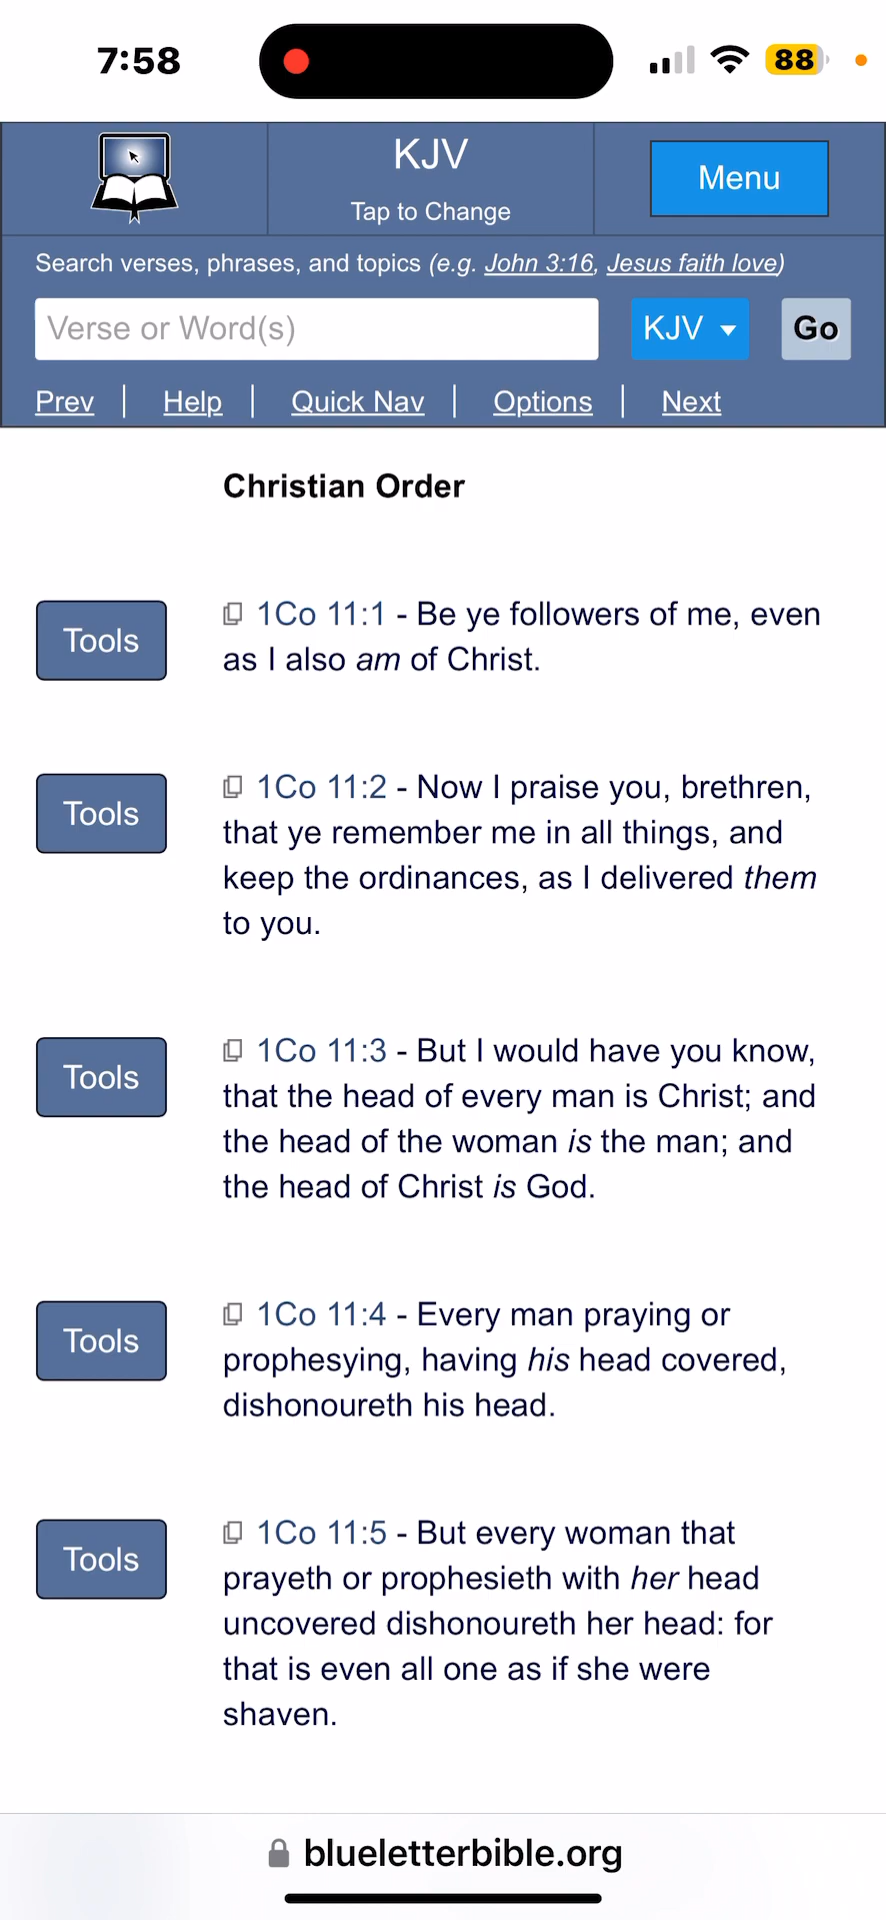 7:58
88
KJV
Tap to Change
Menu
Search verses, phrases, and topics (e.g. John 3:16, Jesus faith love)
Verse or Word(s)
KJV
Go
Prev | Help | Quick Nav | Options | Next
Christian Order
Tools
1Co 11:1 - Be ye followers of me, even
as I also am of Christ.
Tools
1Co 11:2 - Now I praise you, brethren,
that ye remember me in all things, and
keep the ordinances, as I delivered them
to you.
Tools
1Co 11:3 - But I would have you know,
that the head of every man is Christ; and
the head of the woman is the man; and
the head of Christ is God.
Tools
1Co 11:4 - Every man praying or
prophesying, having his head covered,
dishonoureth his head.
Tools
1Co 11:5 - But every woman that
prayeth or prophesieth with her head
uncovered dishonoureth her head: for
that is even all one as if she were
shaven.
blueletterbible.org